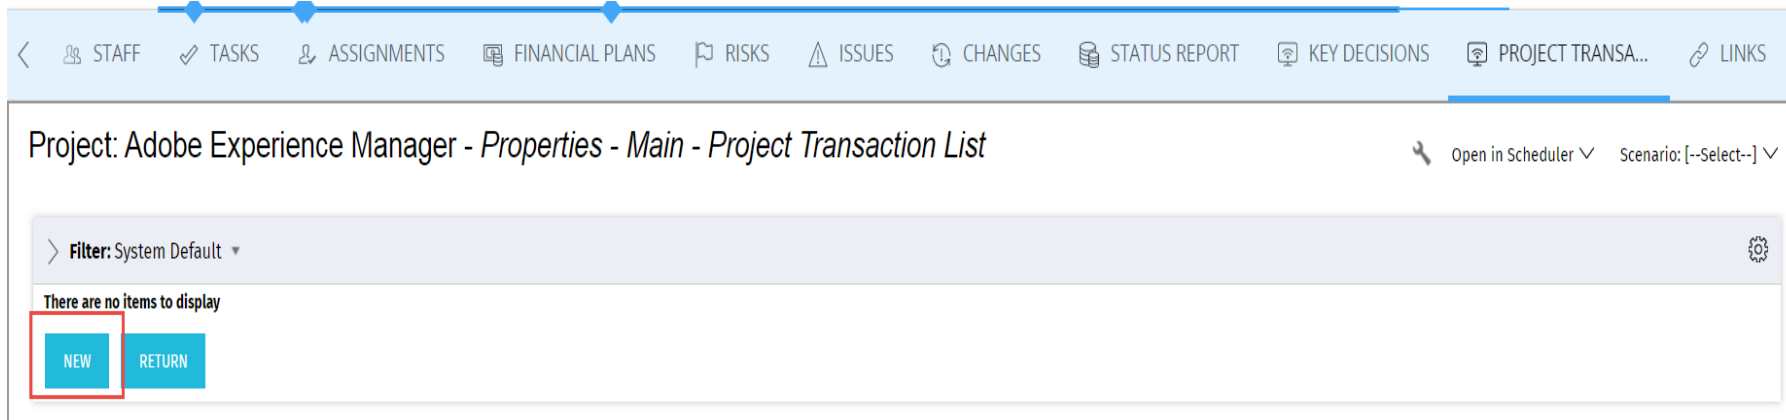 STAFF TASKS ASSIGNMENTS FINANCIAL PLANS RISKS ISSUES CHANGES STATUS REPORT KEY DECISIONS PROJECT TRANSA... LINKS
Project: Adobe Experience Manager - Properties - Main - Project Transaction List
Open in Scheduler Scenario: [--Select--]
Filter: System Default
There are no items to display
NEW RETURN